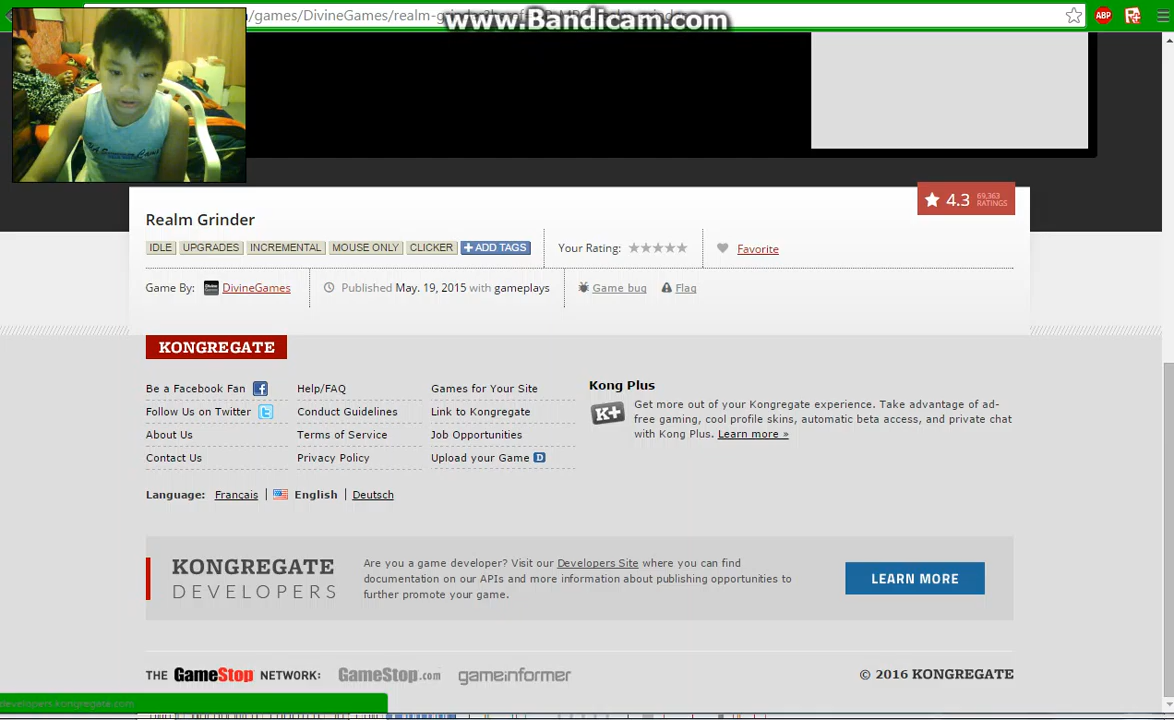 /games/DivineGames/realm-grinder
www.Bandicam.com
ABP
4.3 69,363 RATINGS
Realm Grinder
IDLE UPGRADES INCREMENTAL MOUSE ONLY CLICKER + ADD TAGS Your Rating: Favorite
Game By: DivineGames Published May. 19, 2015 with gameplays Game bug Flag
KONGREGATE
Be a Facebook Fan Help/FAQ Games for Your Site
Follow Us on Twitter Conduct Guidelines Link to Kongregate
About Us Terms of Service Job Opportunities
Contact Us Privacy Policy Upload your Game D
Kong Plus
K+
Get more out of your Kongregate experience. Take advantage of ad-
free gaming, cool profile skins, automatic beta access, and private chat
with Kong Plus. Learn more »
Language: Français | English | Deutsch
KONGREGATE
DEVELOPERS
Are you a game developer? Visit our Developers Site where you can find
documentation on our APIs and more information about publishing opportunities to
further promote your game.
LEARN MORE
THE GameStop NETWORK: GameStop.com gameinformer
© 2016 KONGREGATE
developers.kongregate.com